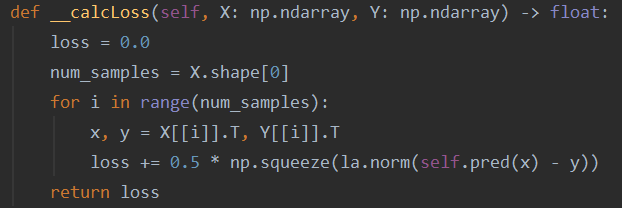 def __calcLoss(self, X: np.ndarray, Y: np.ndarray) -> float:
    loss = 0.0
    num_samples = X.shape[0]
    for i in range(num_samples):
        x, y = X[[i]].T, Y[[i]].T
        loss += 0.5 * np.squeeze(la.norm(self.pred(x) - y))
    return loss